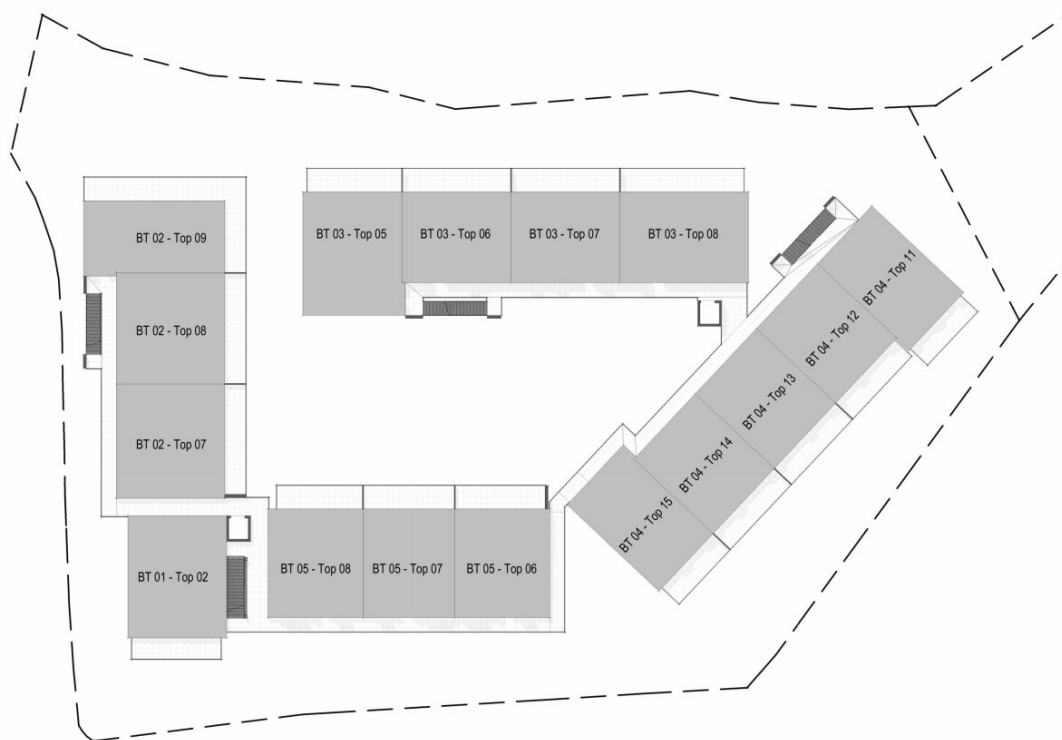 BT 02 - Top 09
BT 03 - Top 05
BT 03 - Top 06
BT 03 - Top 07
BT 03 - Top 08
BT 04 - Top 11
BT 04 - Top 12
BT 04 - Top 13
BT 04 - Top 14
BT 04 - Top 15
BT 02 - Top 08
BT 02 - Top 07
BT 01 - Top 02
BT 05 - Top 08
BT 05 - Top 07
BT 05 - Top 06